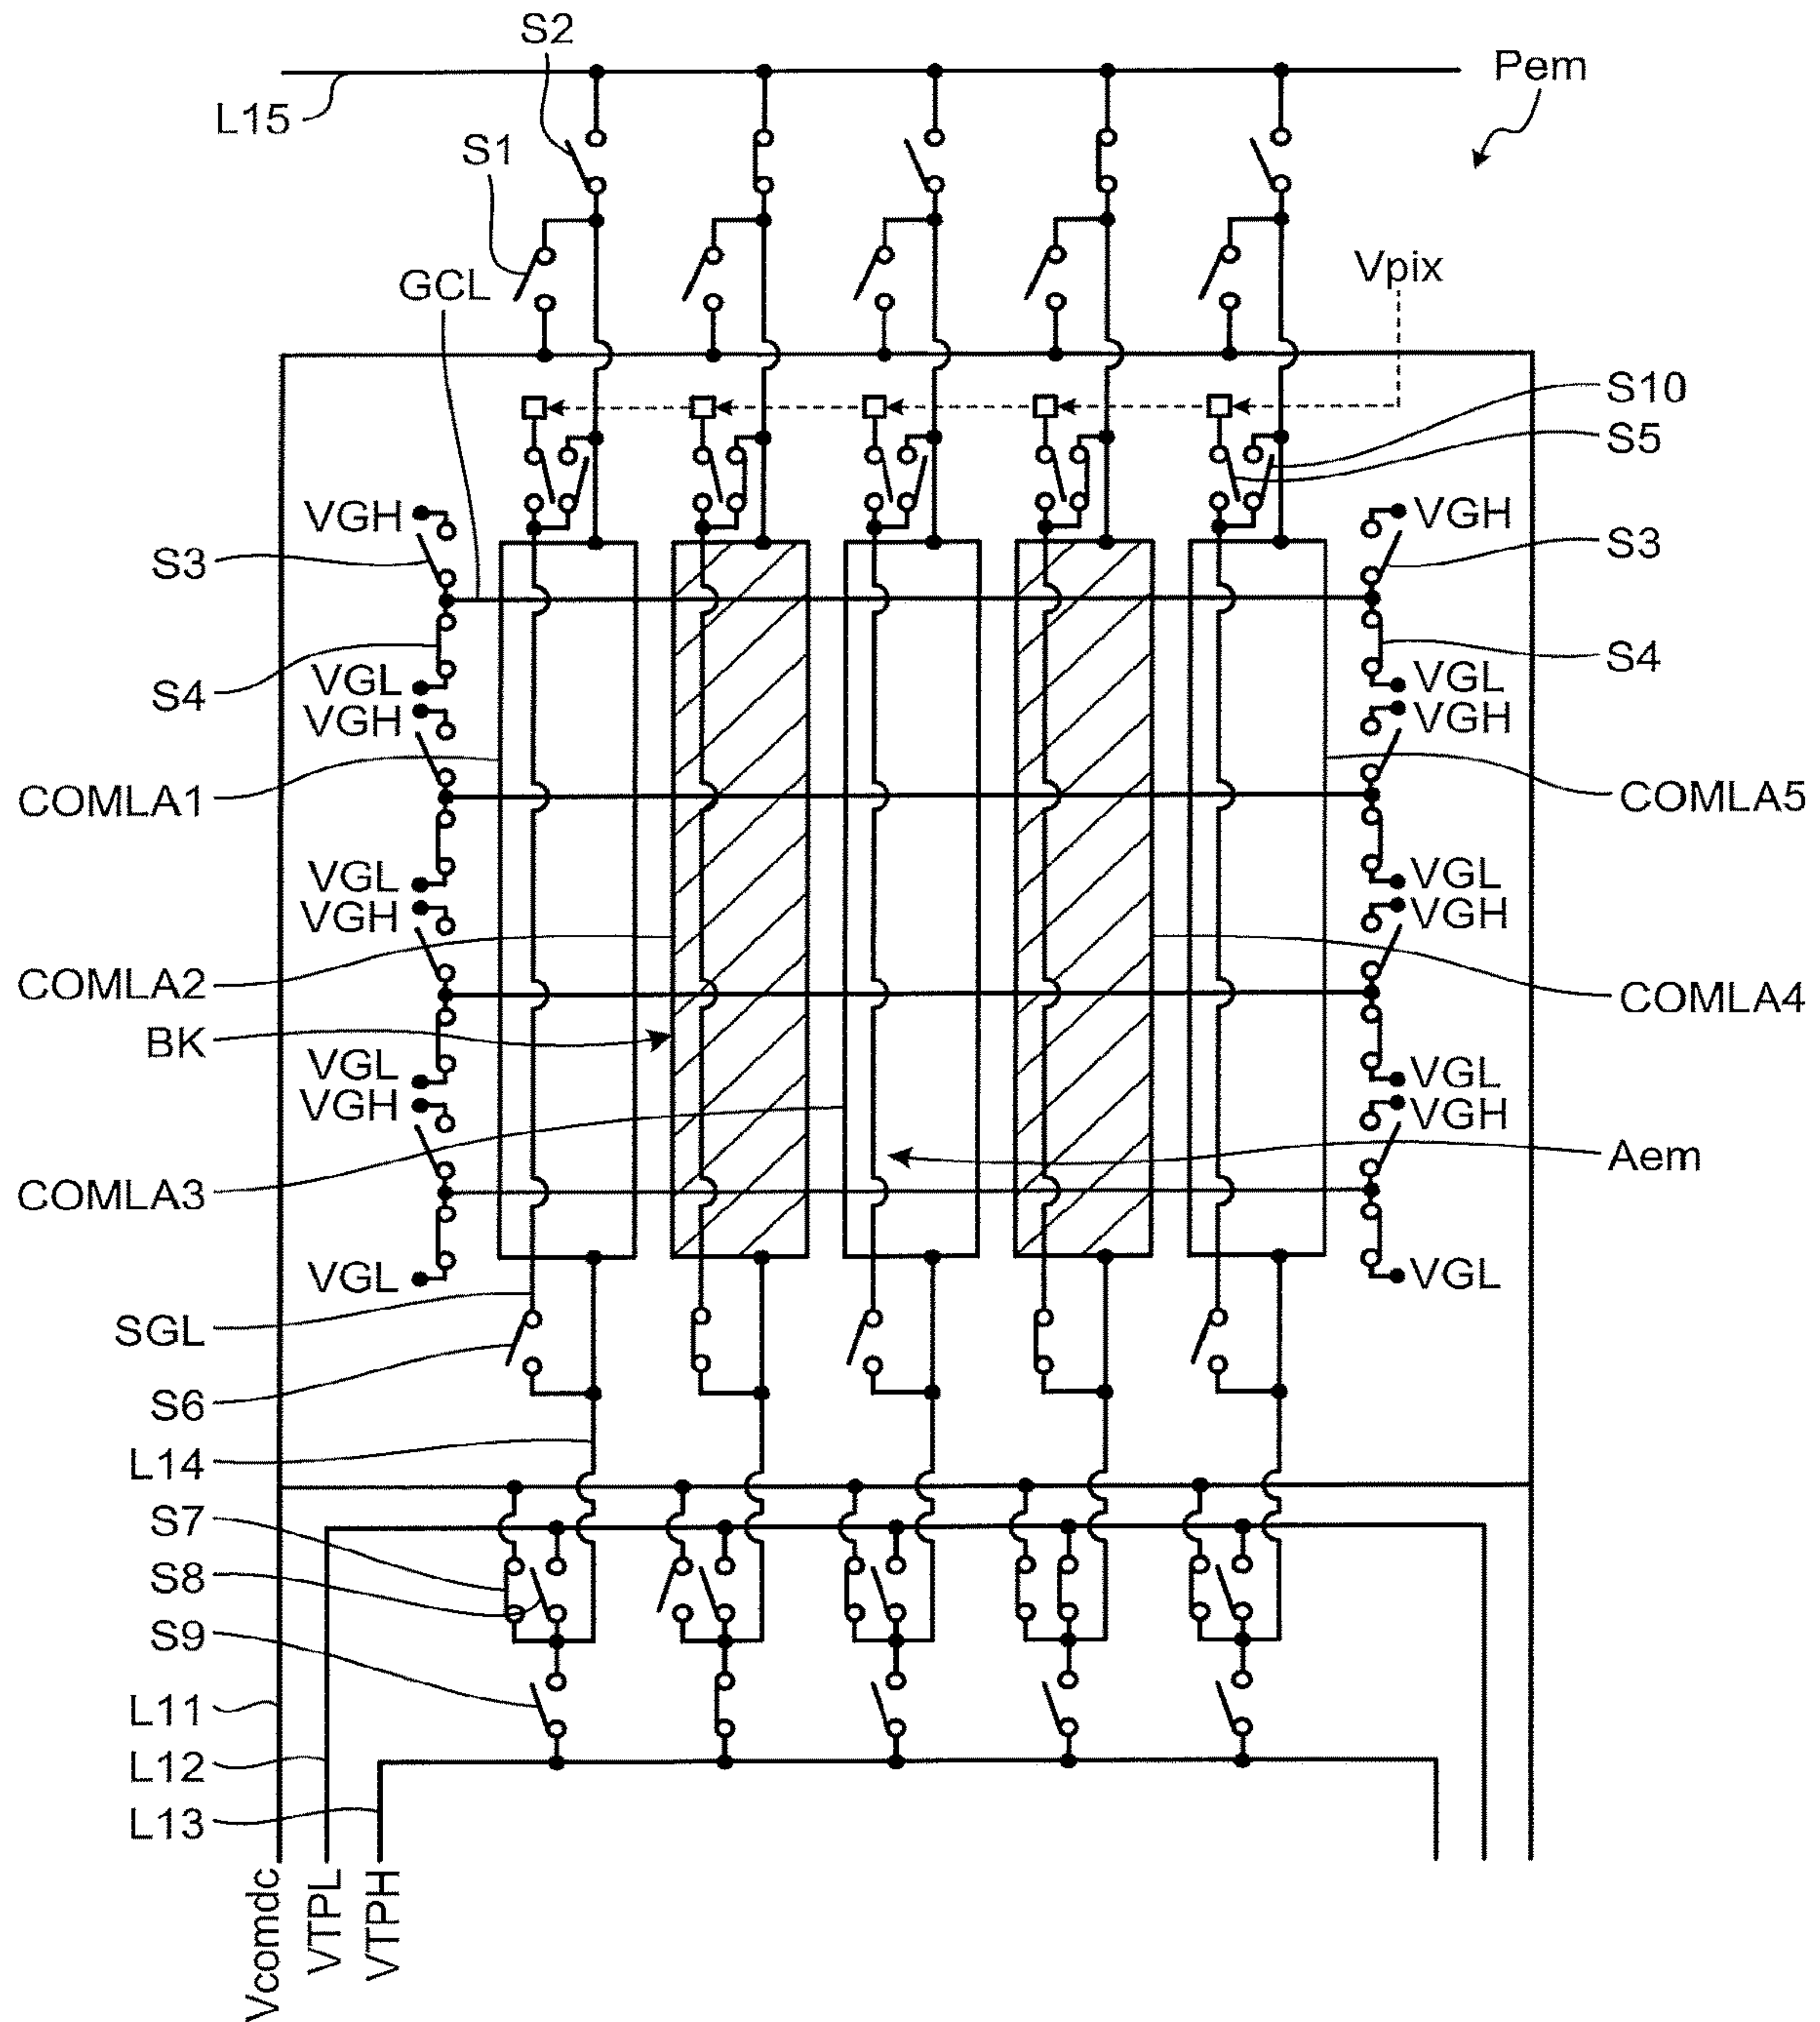 S2
Pem
L15
S1
GCL
Vpix
S10
S5
VGH
VGH
S3
S3
S4
S4
VGL
VGL
VGH
VGH
COMLA1
COMLA5
VGL
VGL
VGH
VGH
COMLA2
COMLA4
BK
VGL
VGL
VGH
VGH
Aem
COMLA3
VGL
VGL
SGL
S6
L14
S7
S8
S9
L11
L12
L13
Vcomdc
VTPL
VTPH